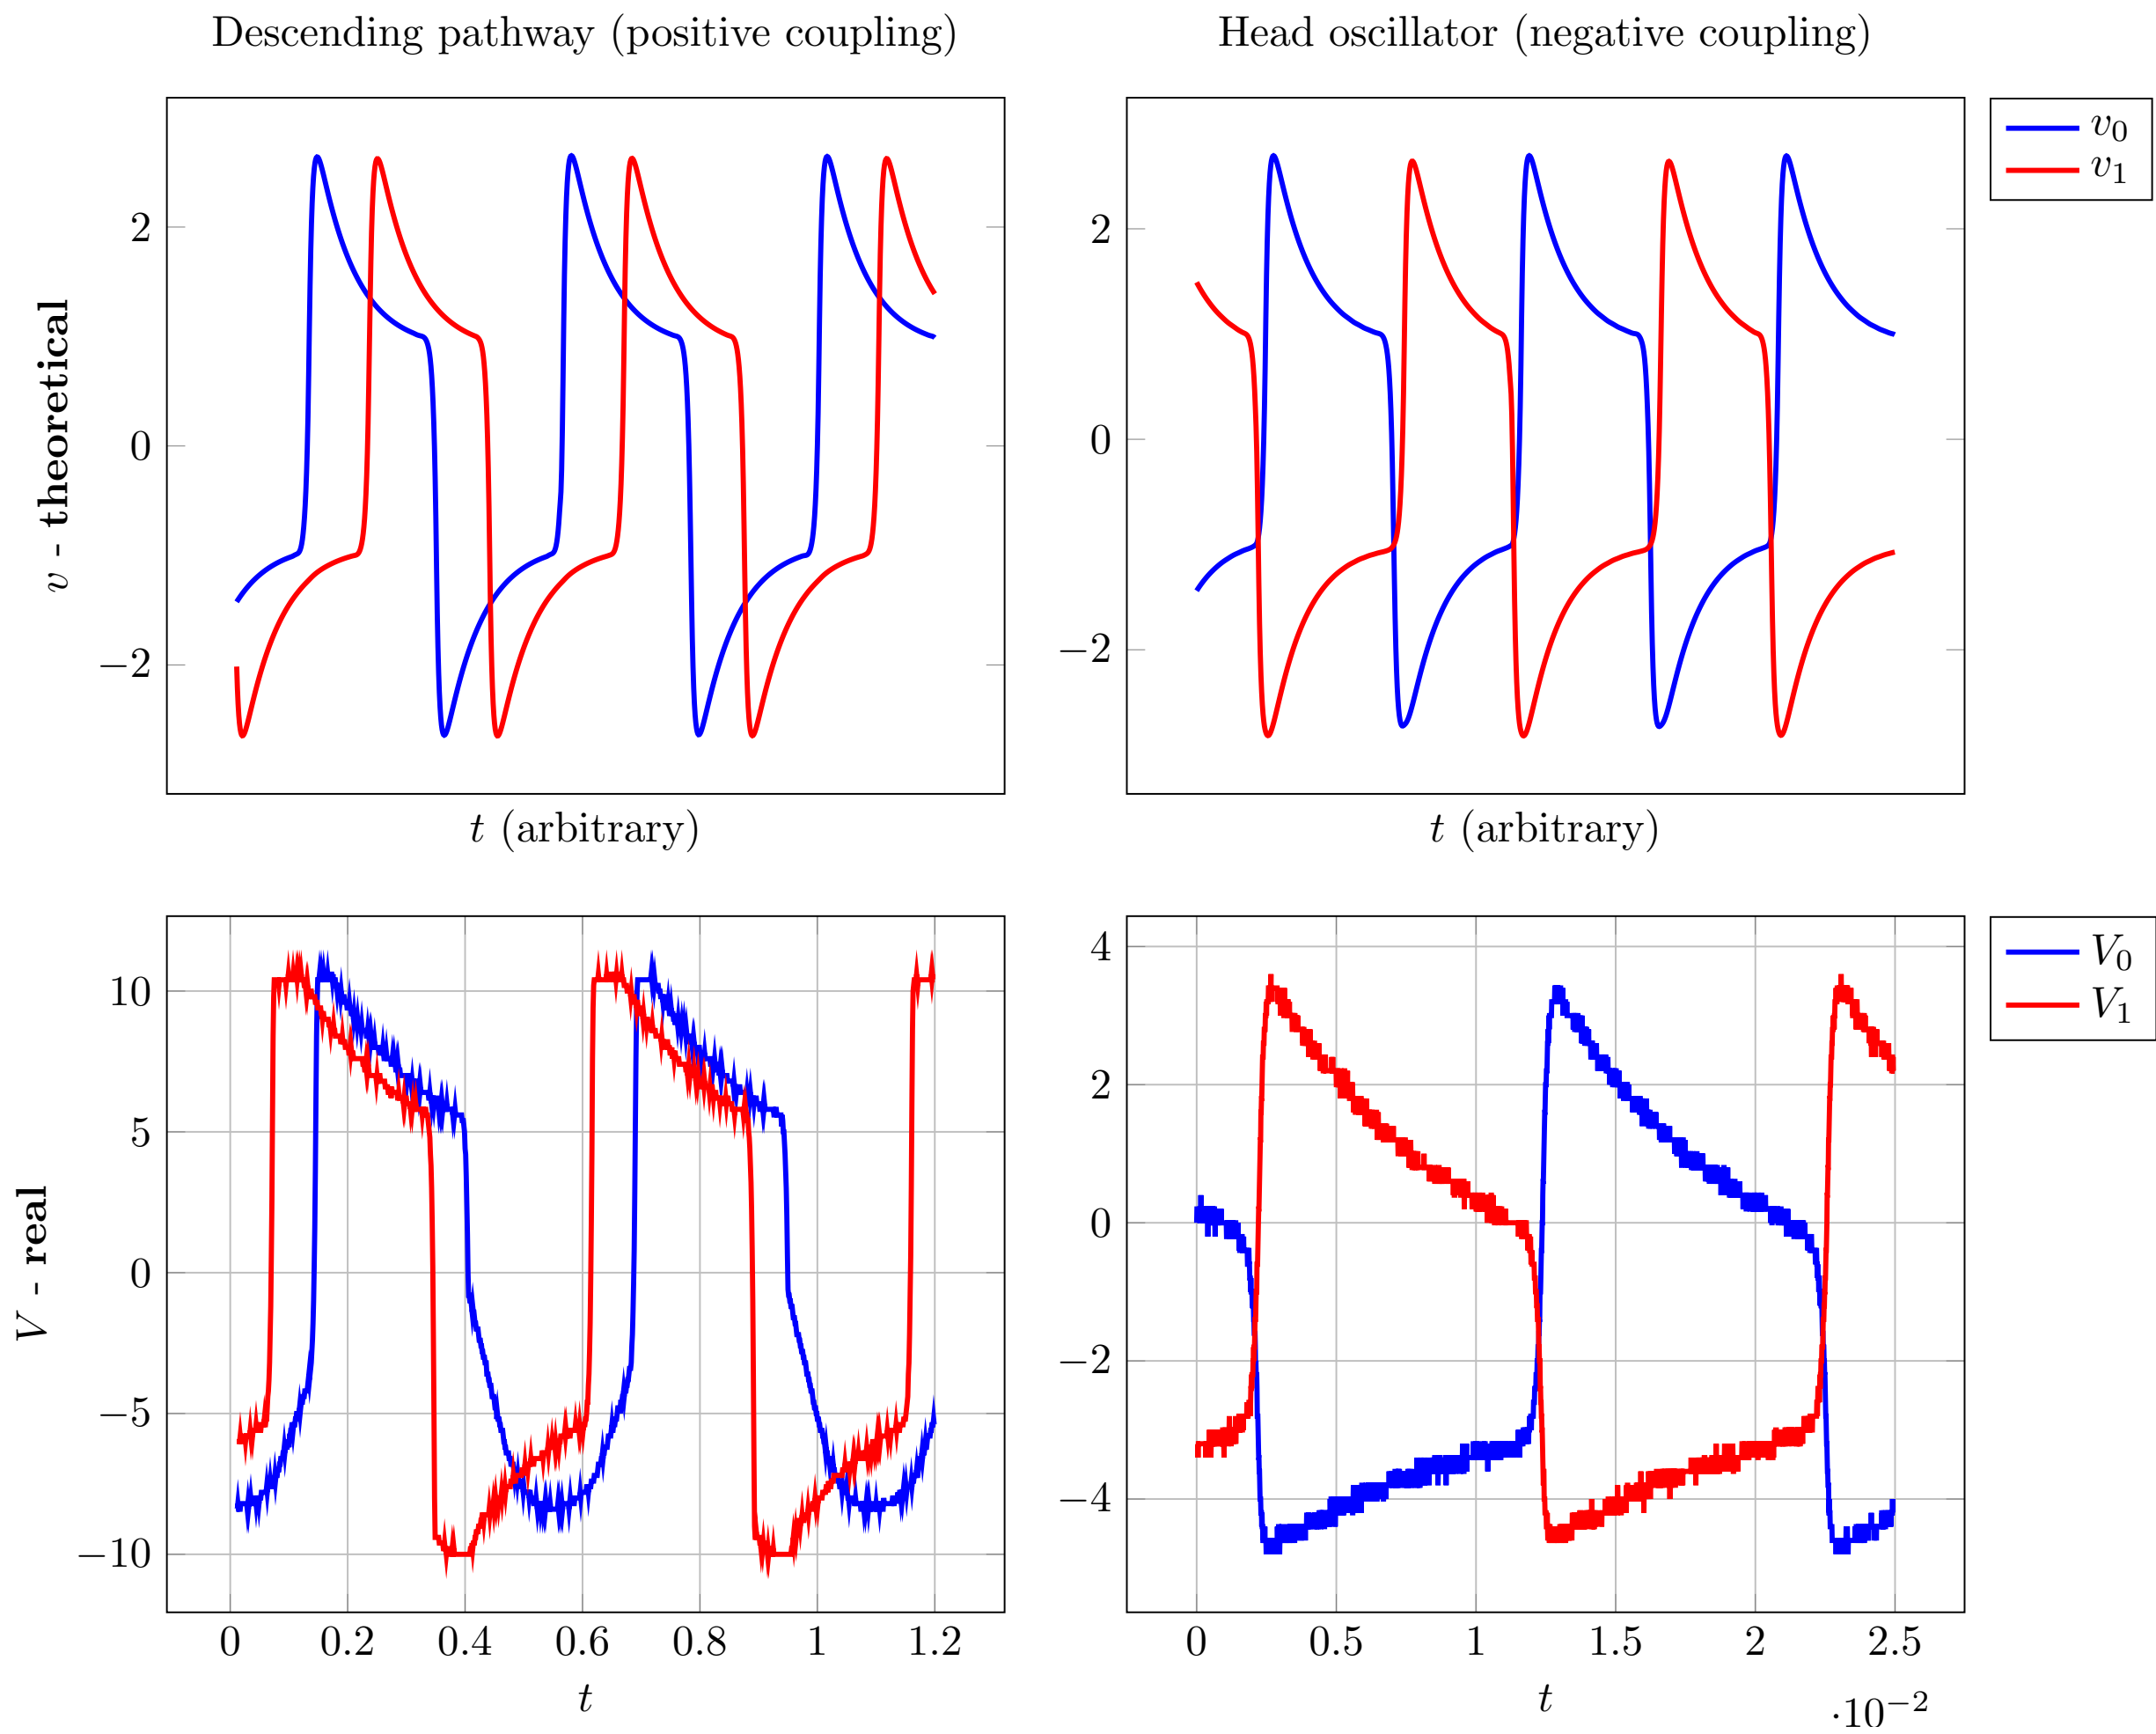 Descending pathway (positive coupling)
Head oscillator (negative coupling)
v - theoretical
2
0
−2
t (arbitrary)
2
0
−2
t (arbitrary)
v₀
v₁
V - real
10
5
0
−5
−10
0 0.2 0.4 0.6 0.8 1 1.2
t
4
2
0
−2
−4
0 0.5 1 1.5 2 2.5
t
·10⁻²
V₀
V₁